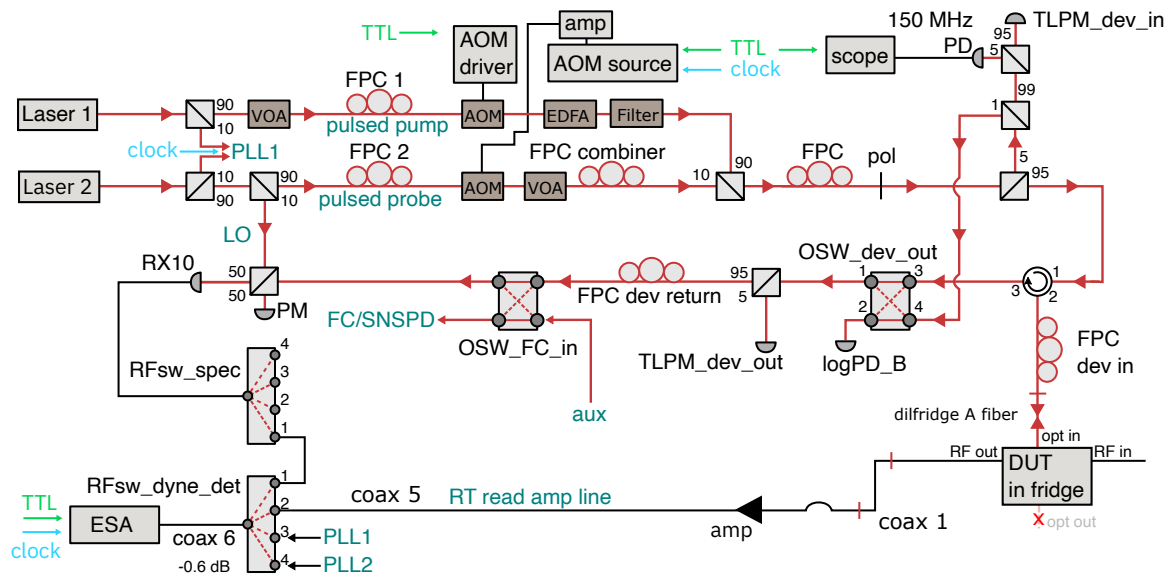 TTL
AOM
driver
amp
AOM source
TTL
clock
scope
150 MHz
PD
95
5
TLPM_dev_in
99
1
5
95
Laser 1
90
10
VOA
FPC 1
pulsed pump
AOM
EDFA
Filter
clock
PLL1
Laser 2
10
90
90
10
FPC 2
pulsed probe
AOM
VOA
FPC combiner
90
10
FPC
pol
LO
RX10
50
50
PM
FC/SNSPD
OSW_FC_in
aux
FPC dev return
95
5
TLPM_dev_out
OSW_dev_out
1
3
2
4
logPD_B
1
3
2
FPC
dev in
dilfridge A fiber
opt in
RF out
DUT
in fridge
RF in
x
opt out
RFsw_spec
4
3
2
1
RFsw_dyne_det
1
2
3
4
TTL
clock
ESA
coax 6
-0.6 dB
PLL1
PLL2
coax 5
RT read amp line
amp
coax 1